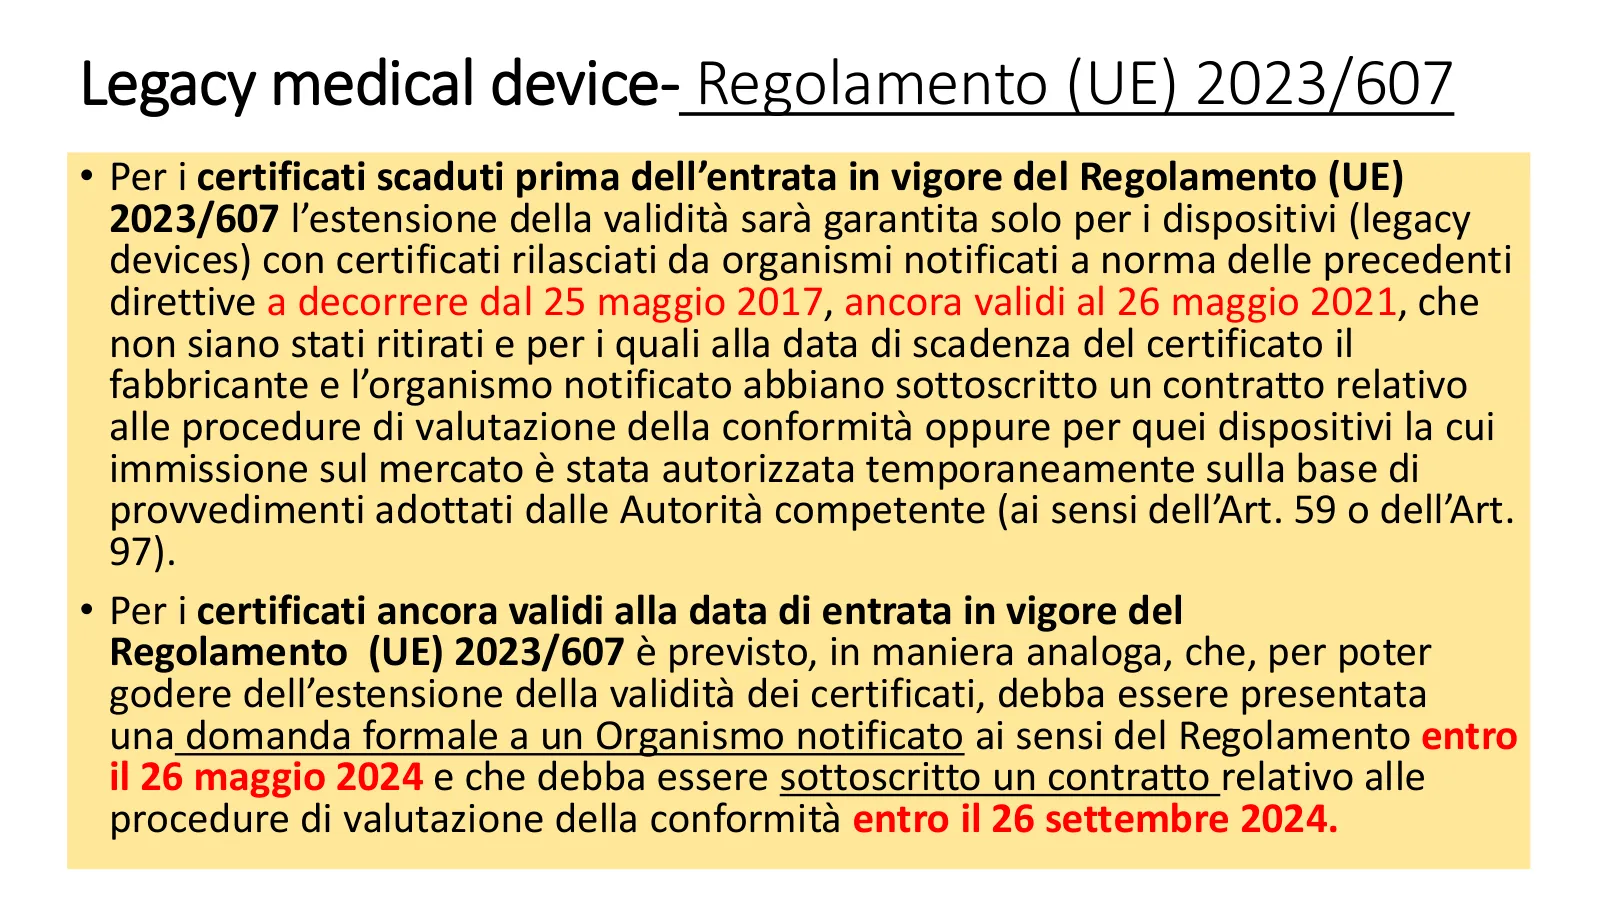 Legacy medical device- Regolamento (UE) 2023/607
• Per i certificati scaduti prima dell’entrata in vigore del Regolamento (UE)
2023/607 l’estensione della validità sarà garantita solo per i dispositivi (legacy
devices) con certificati rilasciati da organismi notificati a norma delle precedenti
direttive a decorrere dal 25 maggio 2017, ancora validi al 26 maggio 2021, che
non siano stati ritirati e per i quali alla data di scadenza del certificato il
fabbricante e l’organismo notificato abbiano sottoscritto un contratto relativo
alle procedure di valutazione della conformità oppure per quei dispositivi la cui
immissione sul mercato è stata autorizzata temporaneamente sulla base di
provvedimenti adottati dalle Autorità competente (ai sensi dell’Art. 59 o dell’Art.
97).
• Per i certificati ancora validi alla data di entrata in vigore del
Regolamento  (UE) 2023/607 è previsto, in maniera analoga, che, per poter
godere dell’estensione della validità dei certificati, debba essere presentata
una domanda formale a un Organismo notificato ai sensi del Regolamento entro
il 26 maggio 2024 e che debba essere sottoscritto un contratto relativo alle
procedure di valutazione della conformità entro il 26 settembre 2024.